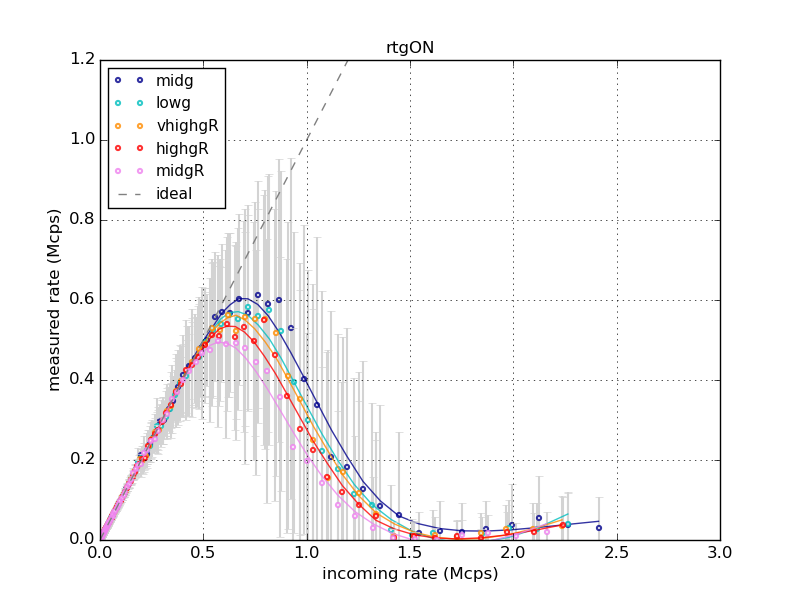 rtgON
1.2
1.0
0.8
0.6
0.4
0.2
0.0
measured rate (Mcps)
midg
lowg
vhighgR
highgR
midgR
ideal
0.0 0.5 1.0 1.5 2.0 2.5 3.0
incoming rate (Mcps)